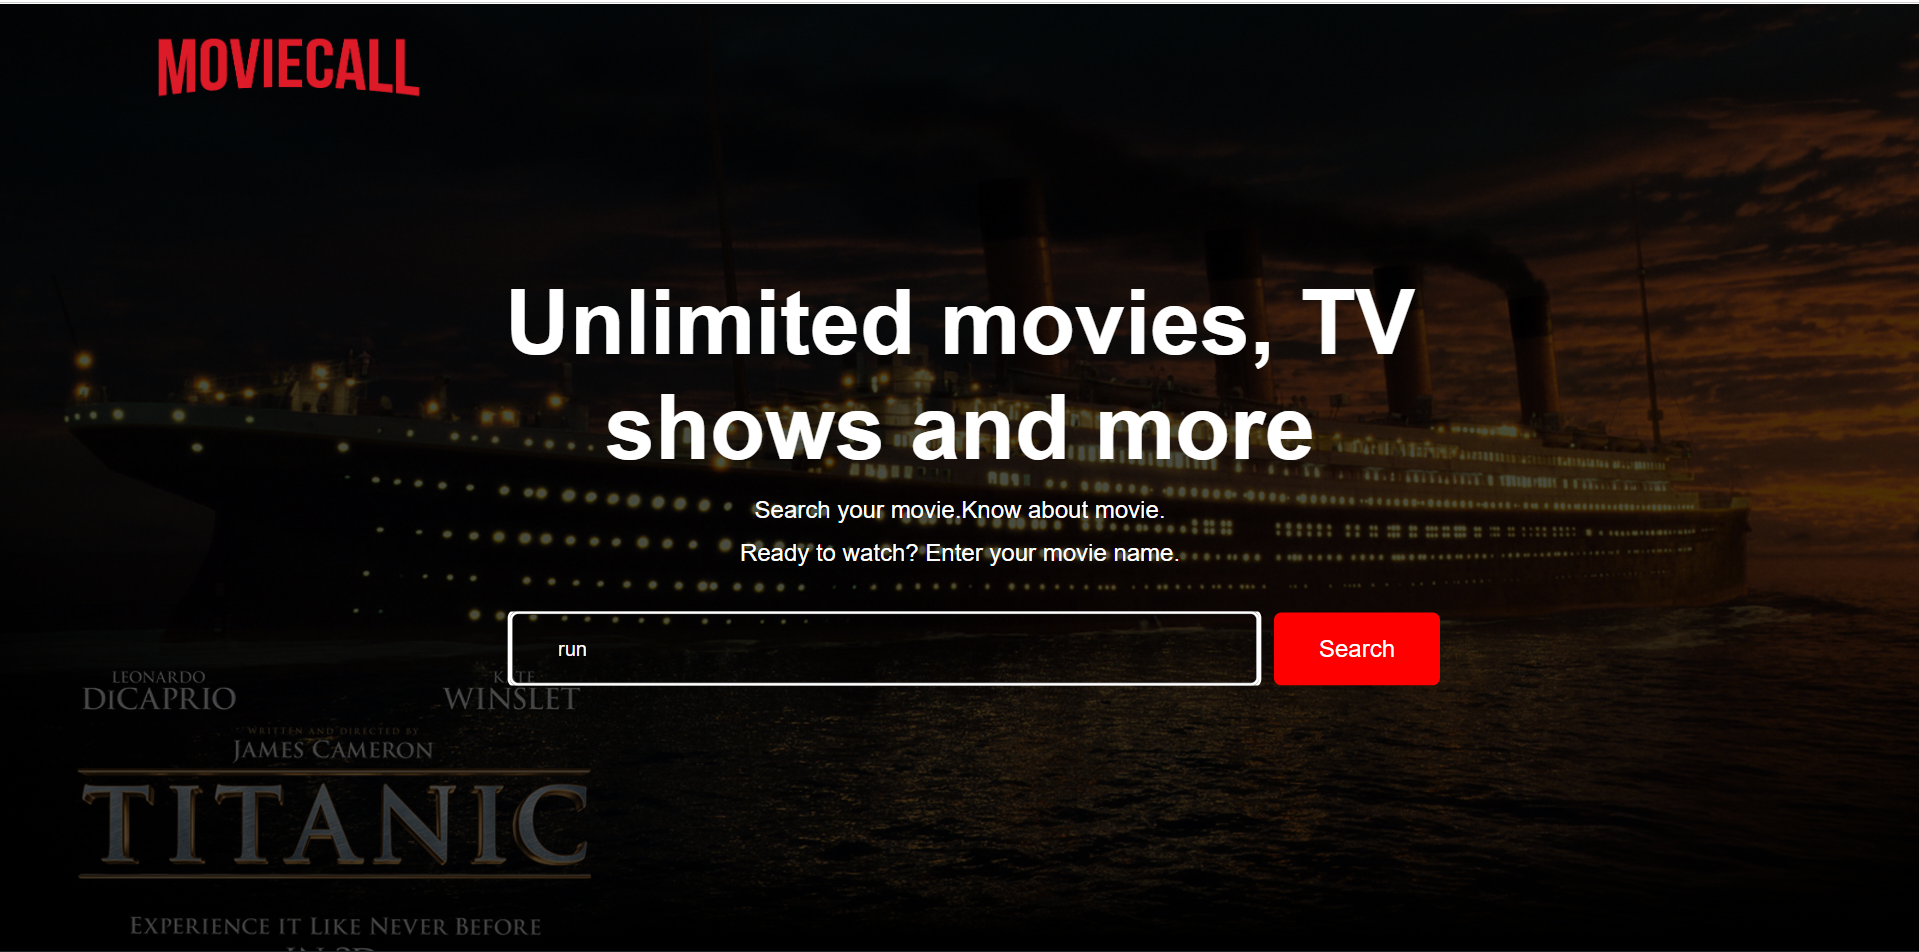 MOVIECALL
Unlimited movies, TV
shows and more
Search your movie.Know about movie.
Ready to watch? Enter your movie name.
run
Search
LEONARDO
DICAPRIO
KATE
WINSLET
WRITTEN AND DIRECTED BY
JAMES CAMERON
TITANIC
EXPERIENCE IT LIKE NEVER BEFORE
IN 3D